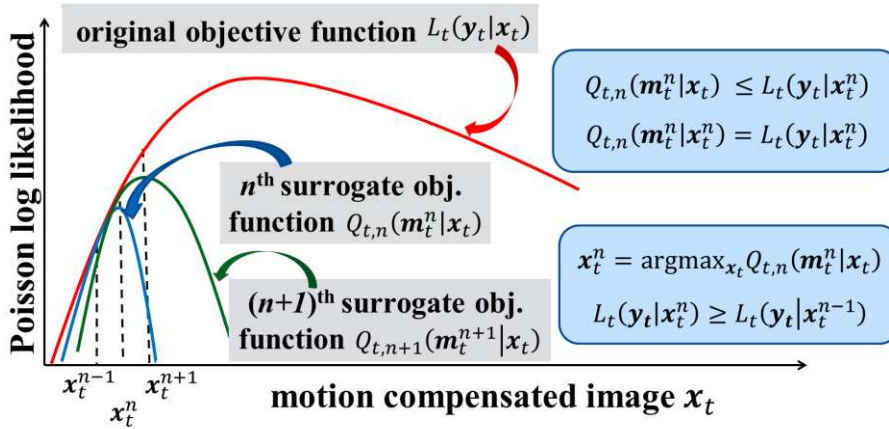 Poisson log likelihood
original objective function L_t(y_t|x_t)
n^th surrogate obj.
function Q_{t,n}(m_t^n|x_t)
(n+1)^th surrogate obj.
function Q_{t,n+1}(m_t^{n+1}|x_t)
Q_{t,n}(m_t^n|x_t) ≤ L_t(y_t|x_t^n)
Q_{t,n}(m_t^n|x_t^n) = L_t(y_t|x_t^n)
x_t^n = argmax_{x_t} Q_{t,n}(m_t^n|x_t)
L_t(y_t|x_t^n) ≥ L_t(y_t|x_t^{n-1})
x_t^{n-1}
x_t^n
x_t^{n+1}
motion compensated image x_t